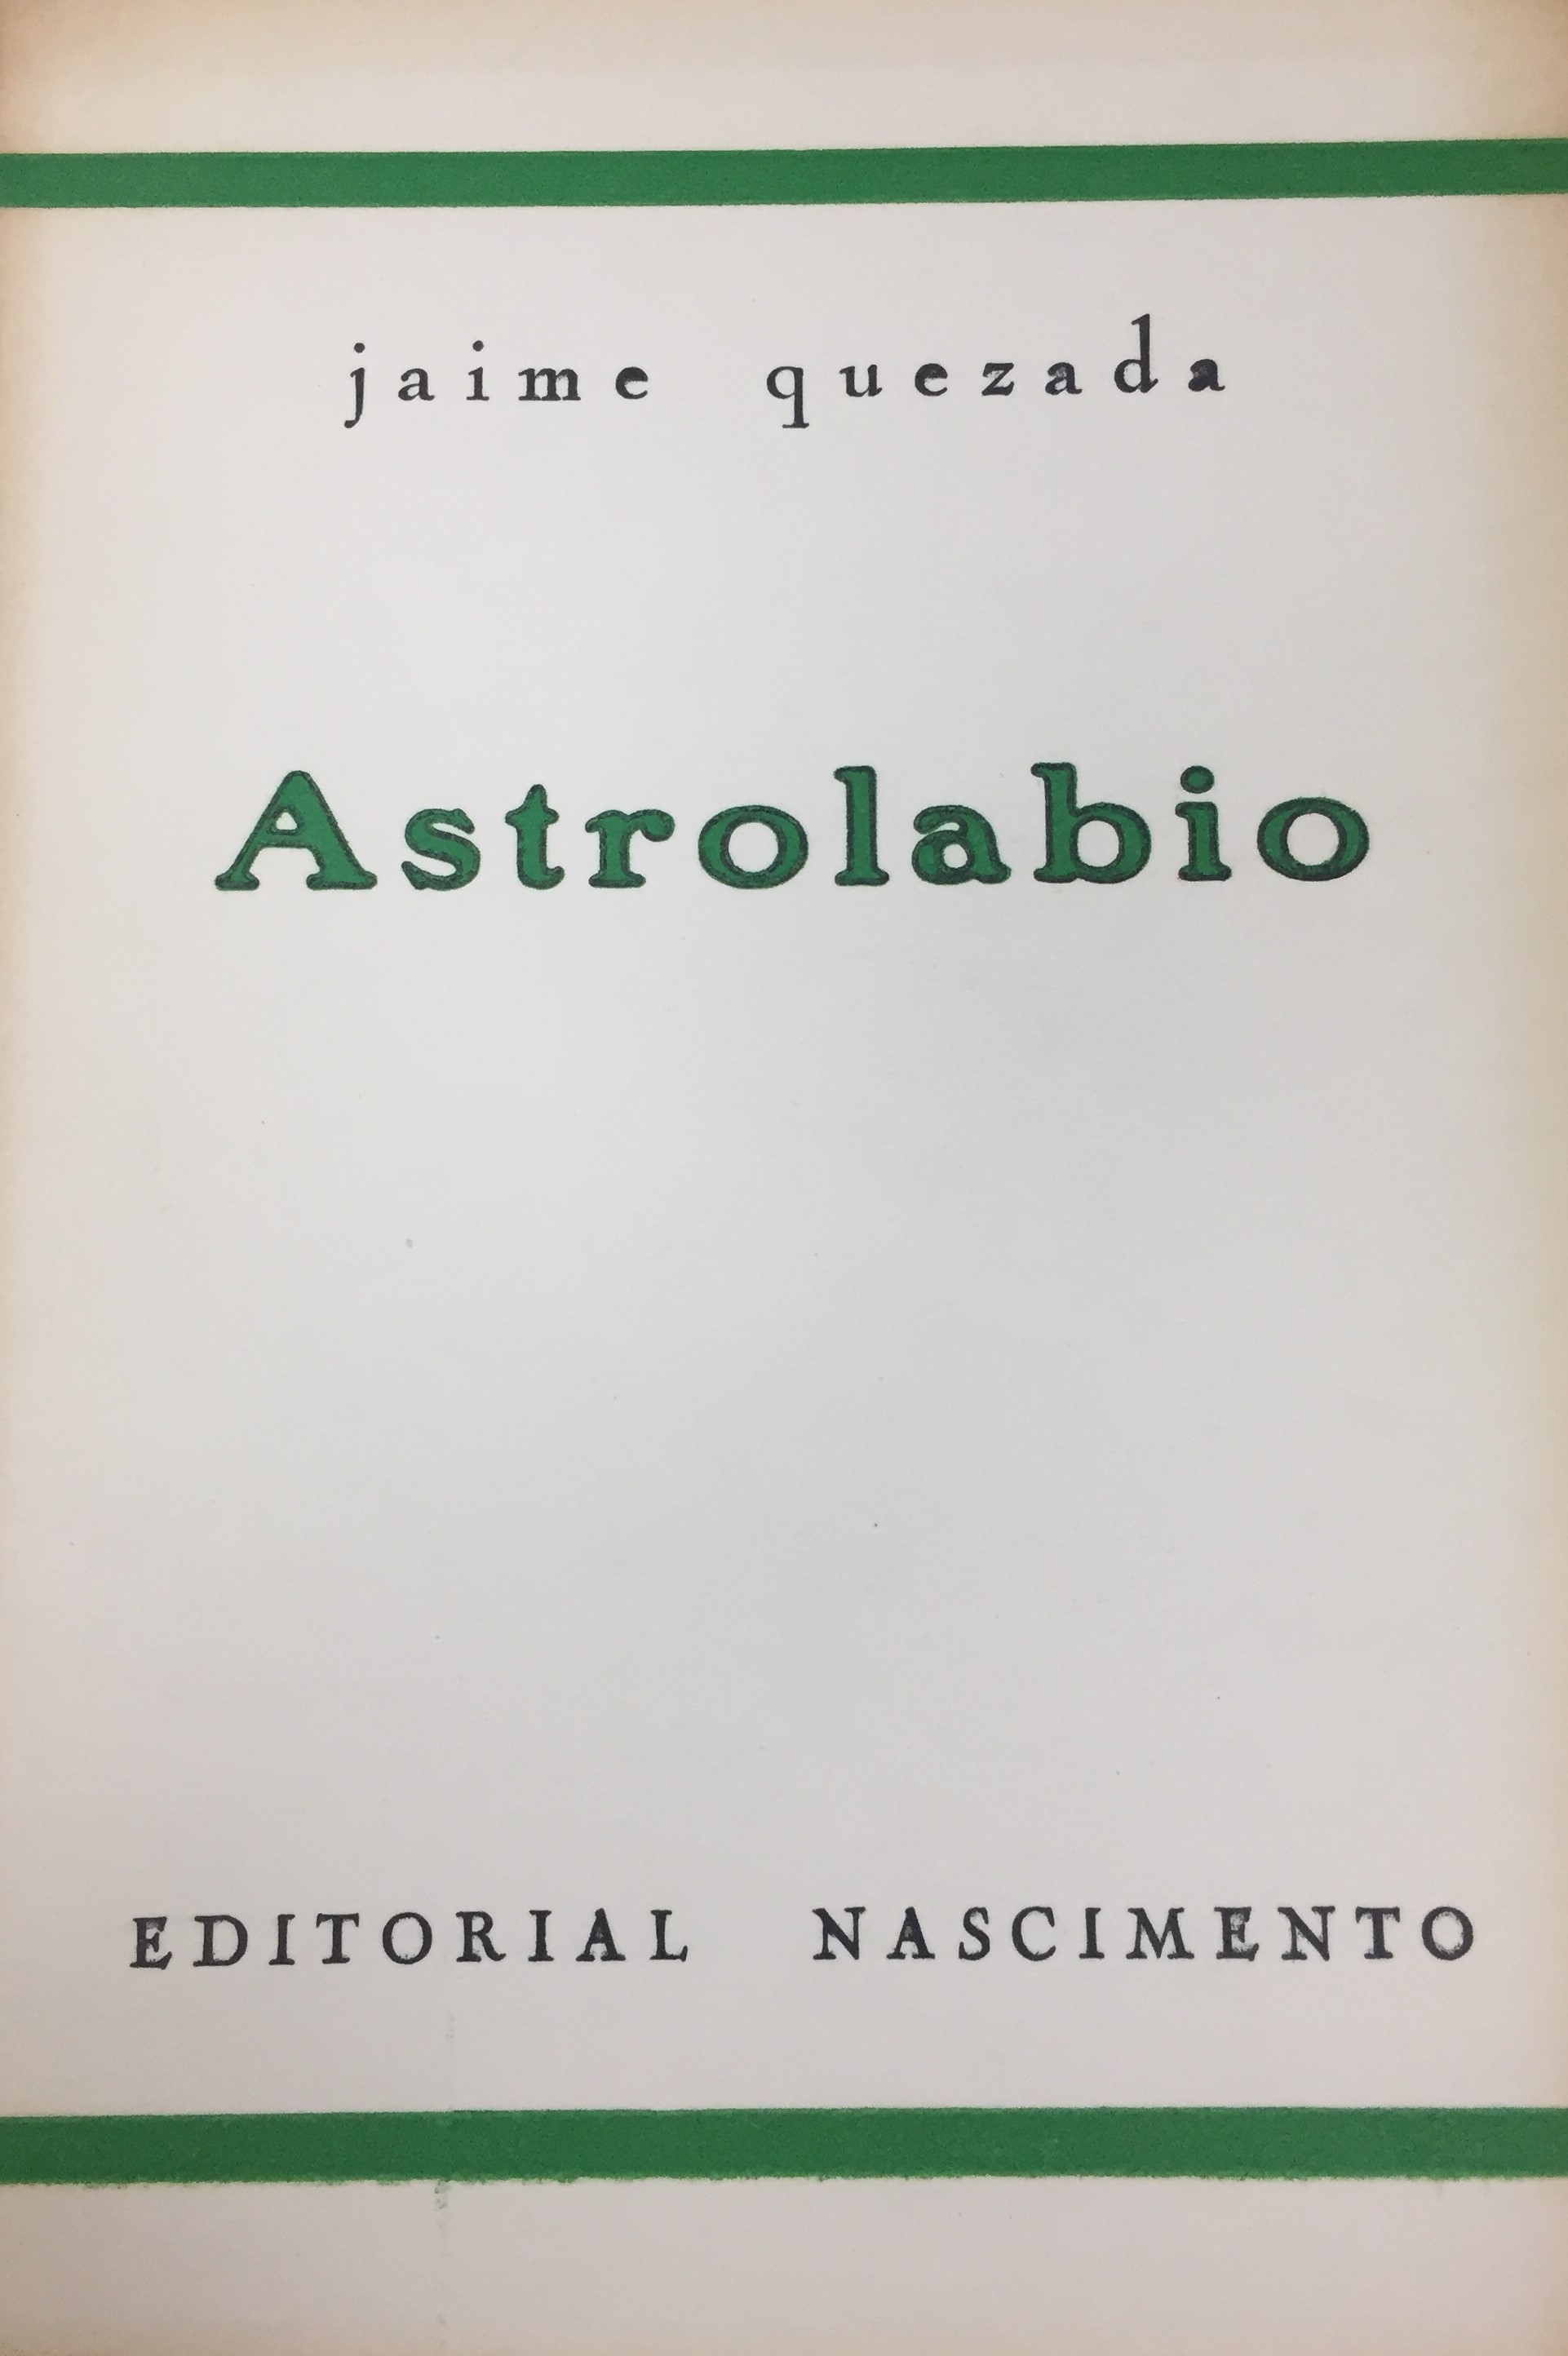 jaime quezada
Astrolabio
EDITORIAL NASCIMENTO